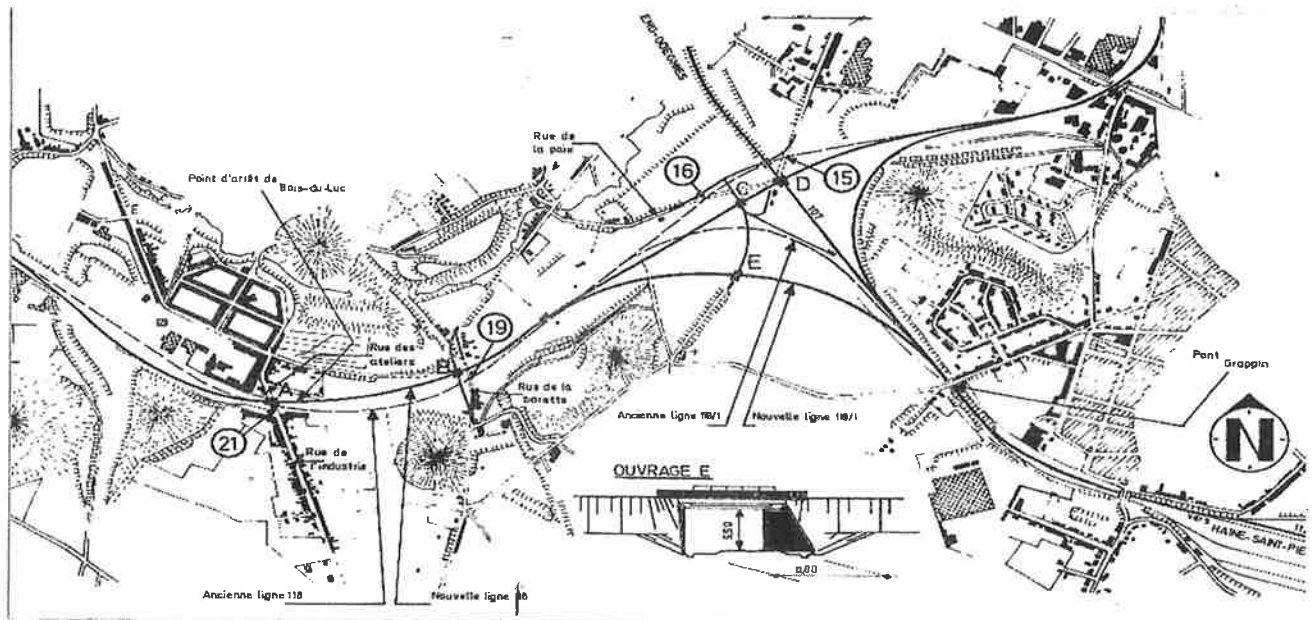 Rue de
la paix
16
15
C
D
107
E
Point d'arrêt de
Bois-du-Luc
E
19
B
Rue des
ateliers
A
Rue de la
barette
21
Rue de
l'industrie
Ancienne ligne 118/1
Nouvelle ligne 118/1
Pont
Grappin
N
OUVRAGE E
vers
HAINE-SAINT-PIE
Ancienne ligne 118
Nouvelle ligne